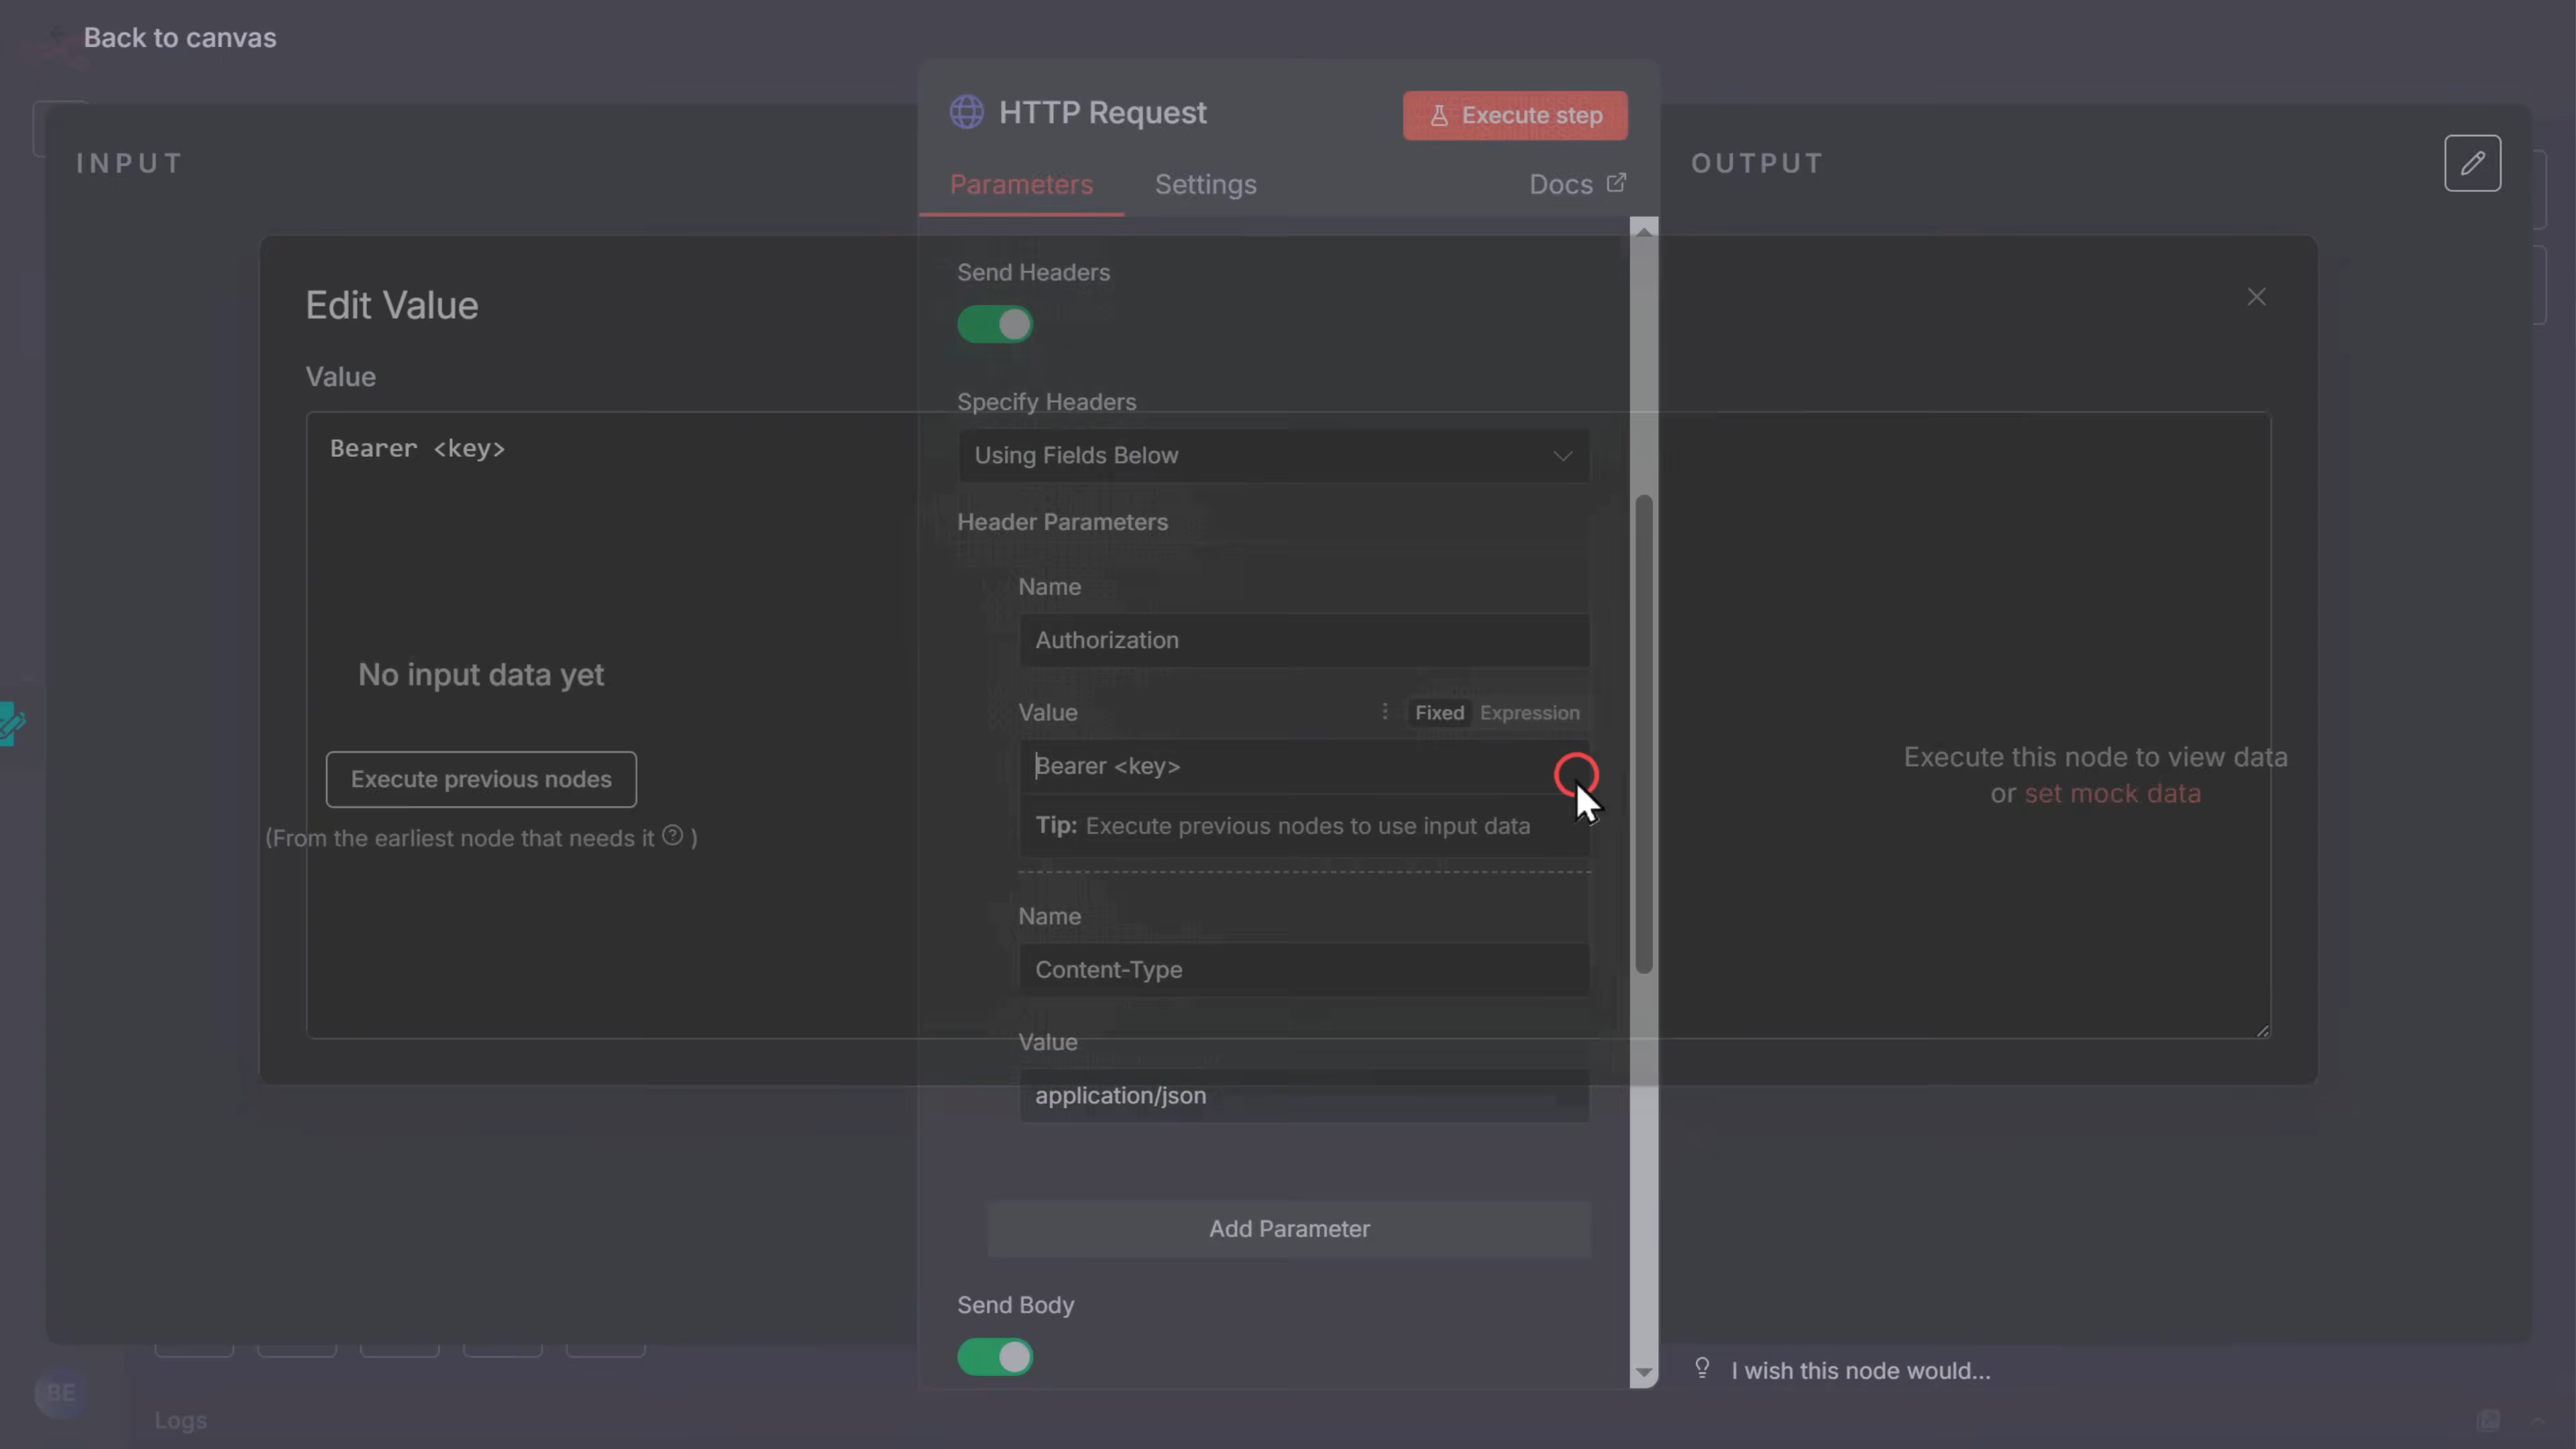 Back to canvas
HTTP Request
Execute step
INPUT
OUTPUT
Parameters
Settings
Docs
Send Headers
Edit Value
Value
Specify Headers
Bearer <key>
Using Fields Below
Header Parameters
Name
Authorization
No input data yet
Value
Fixed
Expression
Bearer <key>
Execute previous nodes
Execute this node to view data
or set mock data
Tip: Execute previous nodes to use input data
(From the earliest node that needs it ? )
Name
Content-Type
Value
application/json
Add Parameter
Send Body
I wish this node would...
BE
Logs